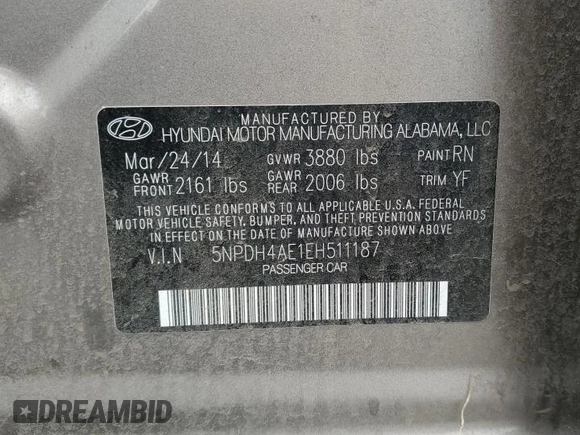 MANUFACTURED BY
HYUNDAI MOTOR MANUFACTURING ALABAMA, LLC
Mar/24/14 GVWR 3880 lbs PAINT RN
GAWR FRONT 2161 lbs GAWR REAR 2006 lbs TRIM YF
THIS VEHICLE CONFORMS TO ALL APPLICABLE U.S.A. FEDERAL
MOTOR VEHICLE SAFETY, BUMPER, AND THEFT PREVENTION STANDARDS
IN EFFECT ON THE DATE OF MANUFACTURE SHOWN ABOVE
V.I.N 5NPDH4AE1EH511187
PASSENGER CAR
DREAMBID